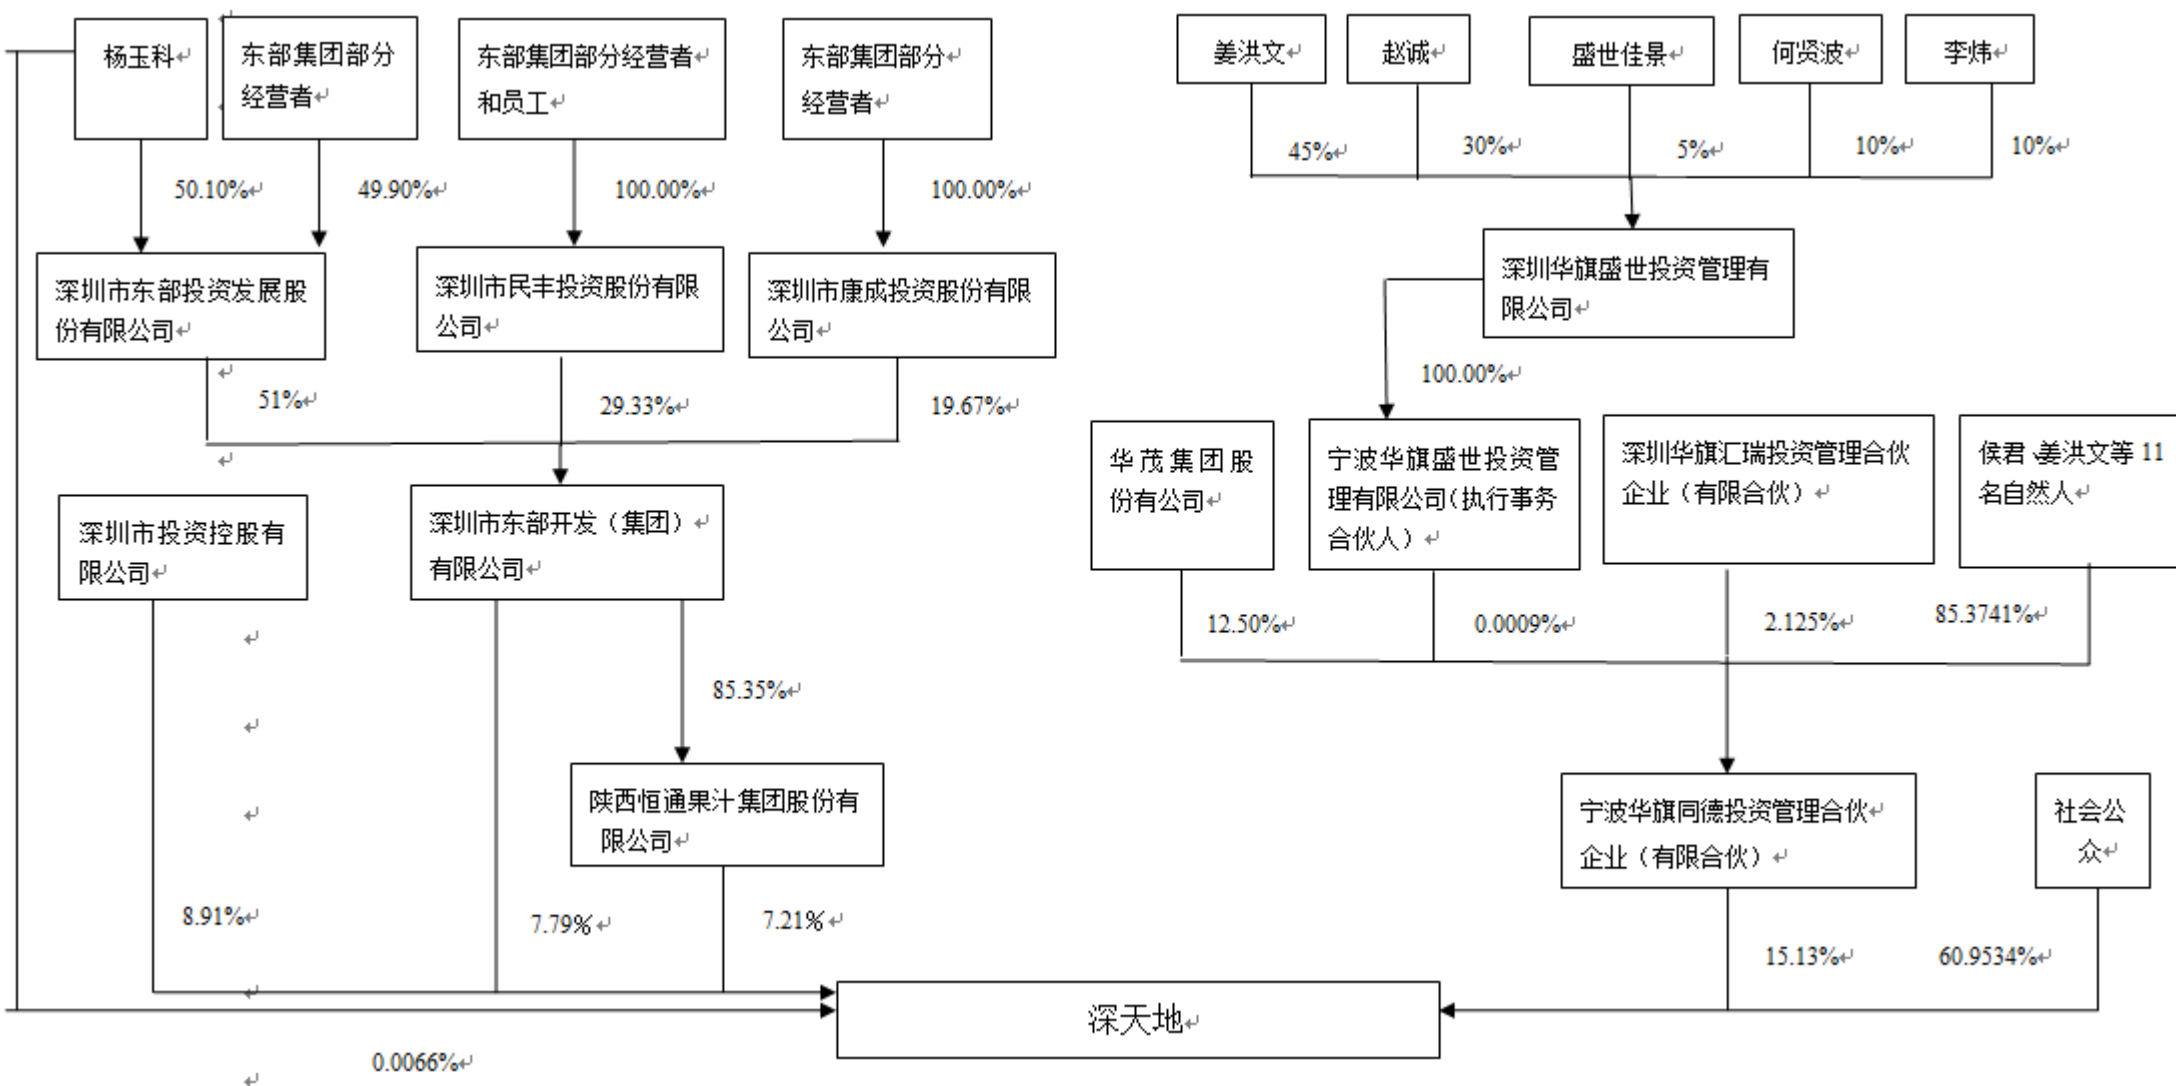 杨玉科
东部集团部分
经营者
东部集团部分经营者
和员工
东部集团部分
经营者
姜洪文
赵诚
盛世佳景
何贤波
李炜
50.10%
49.90%
100.00%
100.00%
45%
30%
5%
10%
10%
深圳市东部投资发展股
份有限公司
深圳市民丰投资股份有限
公司
深圳市康成投资股份有限
公司
深圳华旗盛世投资管理有
限公司
51%
29.33%
19.67%
100.00%
深圳市投资控股有
限公司
深圳市东部开发（集团）
有限公司
华茂集团股
份有公司
宁波华旗盛世投资管
理有限公司(执行事务
合伙人）
深圳华旗汇瑞投资管理合伙
企业（有限合伙）
侯君、姜洪文等 11
名自然人
12.50%
0.0009%
2.125%
85.3741%
85.35%
陕西恒通果汁集团股份有
限公司
宁波华旗同德投资管理合伙
企业（有限合伙）
社会公
众
8.91%
7.79%
7.21%
15.13%
60.9534%
深天地
0.0066%